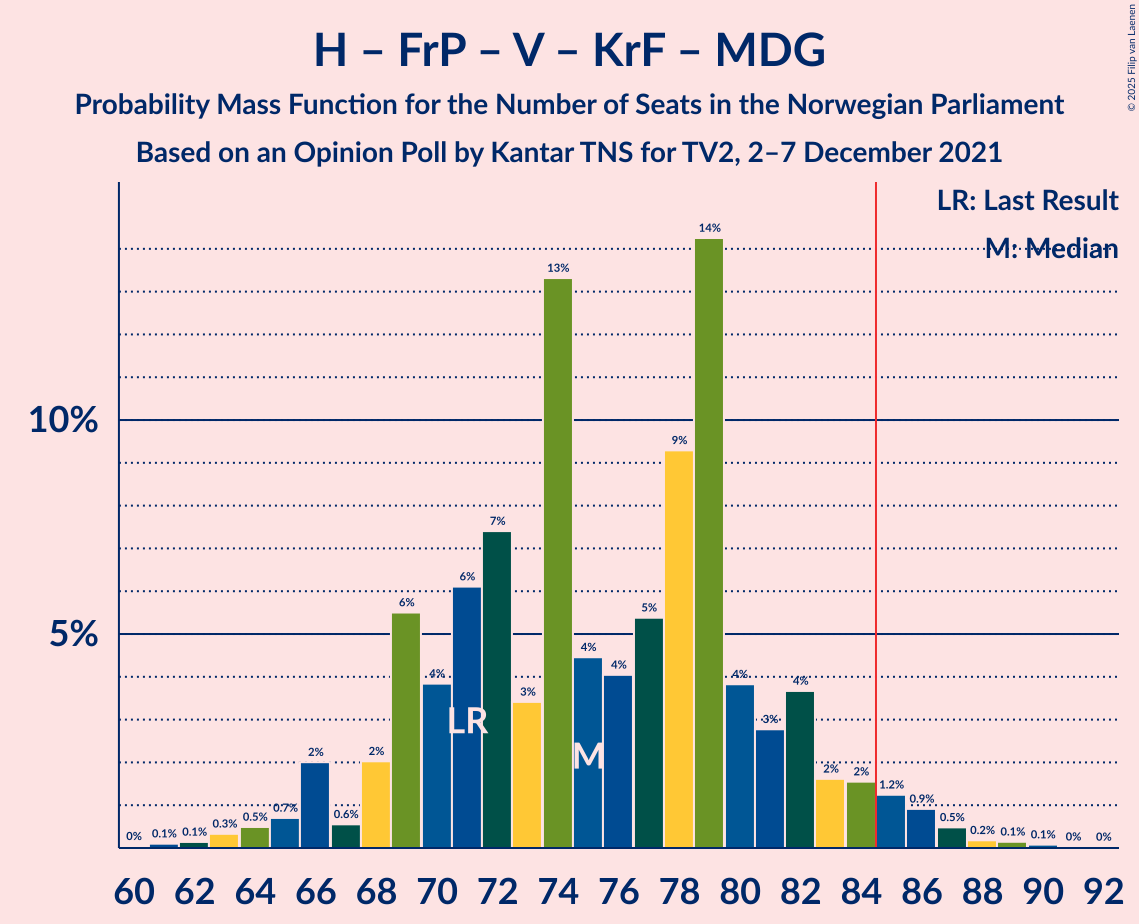 H – FrP – V – KrF – MDG
Probability Mass Function for the Number of Seats in the Norwegian Parliament
Based on an Opinion Poll by Kantar TNS for TV2, 2–7 December 2021
© 2025 Filip van Laenen
LR: Last Result
M: Median
10%
5%
0% 0.1% 0.1% 0.3% 0.5% 0.7% 2% 0.6% 2% 6% 4% 6% 7% 3% 13% 4% 4% 5% 9% 14% 4% 3% 4% 2% 2% 1.2% 0.9% 0.5% 0.2% 0.1% 0.1% 0% 0%
LR
M
60 62 64 66 68 70 72 74 76 78 80 82 84 86 88 90 92